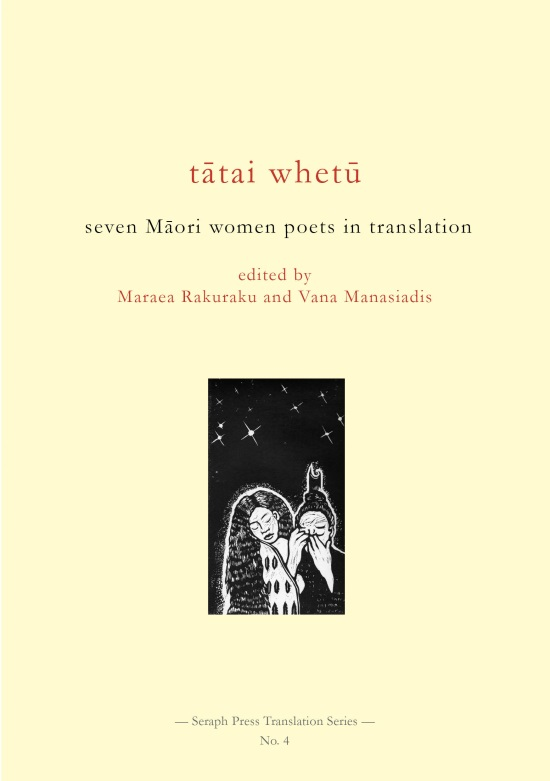 tātai whetū
seven Māori women poets in translation
edited by
Maraea Rakuraku and Vana Manasiadis
— Seraph Press Translation Series —
No. 4